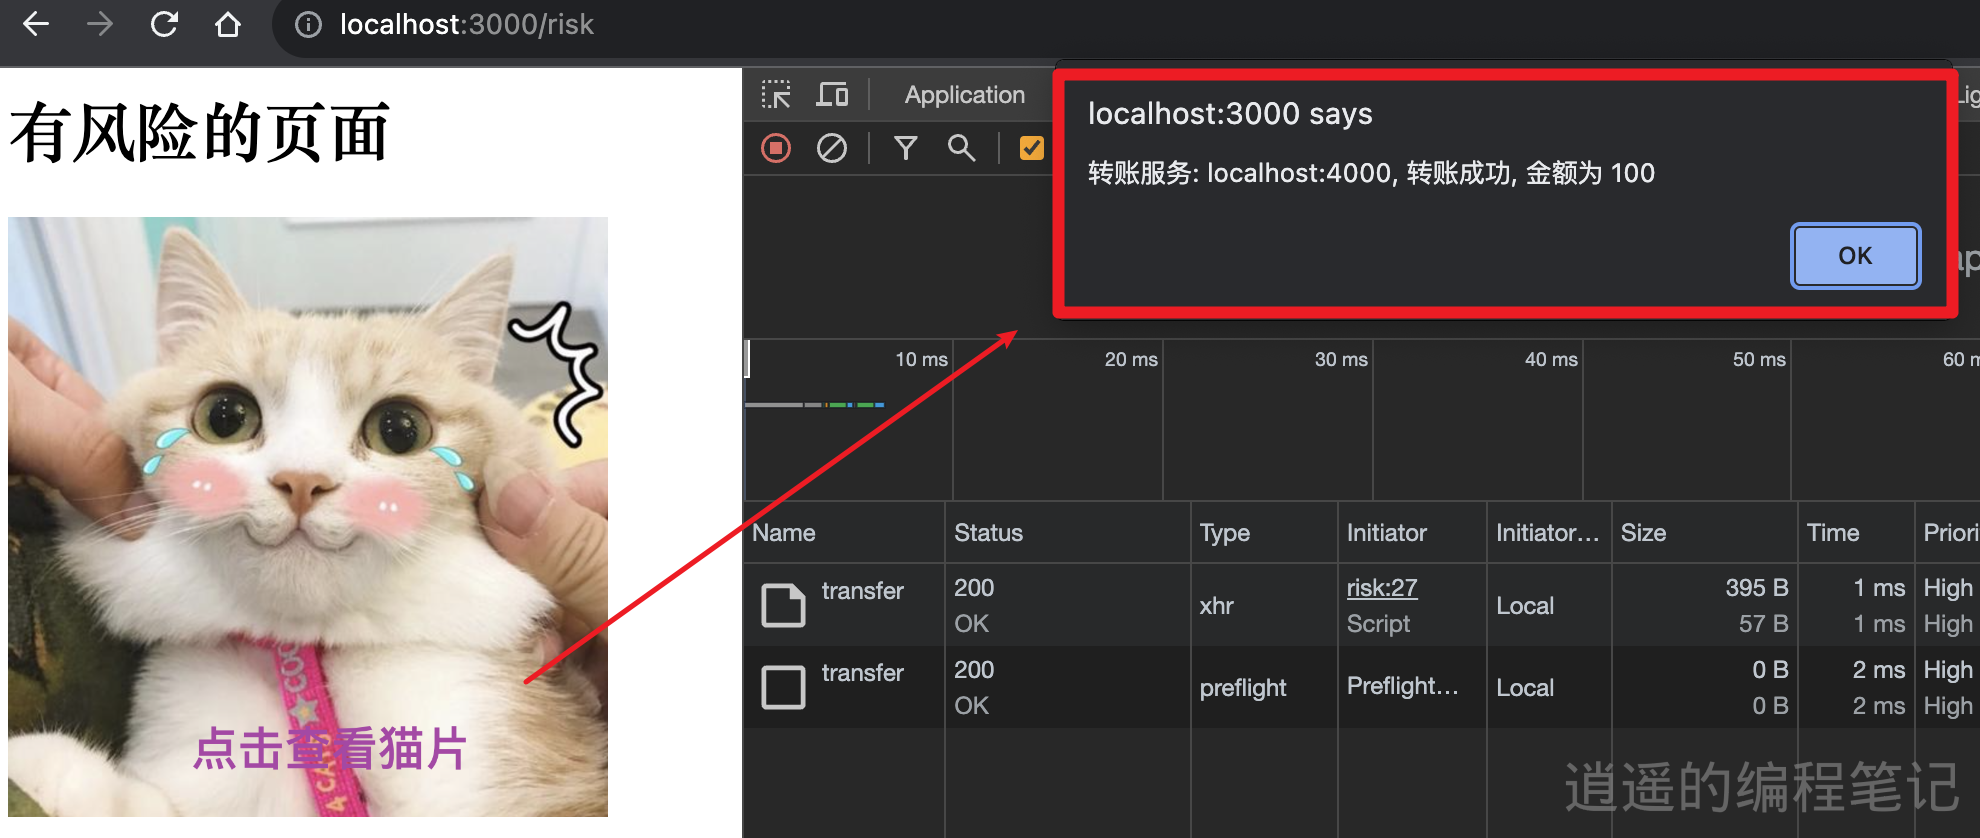 localhost:3000/risk
有风险的页面
点击查看猫片
Application
localhost:3000 says
转账服务: localhost:4000, 转账成功, 金额为 100
OK
10 ms 20 ms 30 ms 40 ms 50 ms 60 m
Name Status Type Initiator Initiator... Size Time Priori
transfer 200 xhr risk:27 Local 395 B 1 ms High
OK Script 57 B 1 ms High
transfer 200 preflight Preflight... Local 0 B 2 ms High
OK 0 B 2 ms High
逍遥的编程笔记